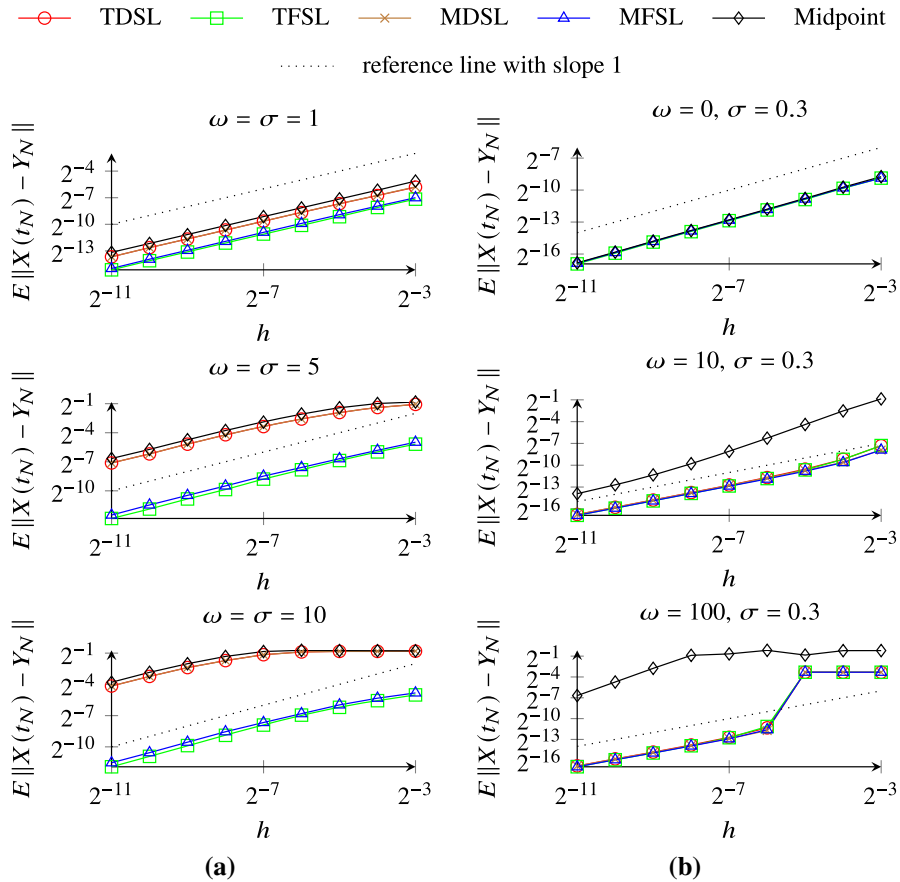 TDSL TFSL MDSL MFSL Midpoint
reference line with slope 1
ω = σ = 1
E ‖X(t_N) − Y_N‖
2^−4
2^−7
2^−10
2^−13
2^−11 2^−7 2^−3
h
ω = 0, σ = 0.3
E ‖X(t_N) − Y_N‖
2^−7
2^−10
2^−13
2^−16
2^−11 2^−7 2^−3
h
ω = σ = 5
E ‖X(t_N) − Y_N‖
2^−1
2^−4
2^−7
2^−10
2^−11 2^−7 2^−3
h
ω = 10, σ = 0.3
E ‖X(t_N) − Y_N‖
2^−1
2^−4
2^−7
2^−10
2^−13
2^−16
2^−11 2^−7 2^−3
h
ω = σ = 10
E ‖X(t_N) − Y_N‖
2^−1
2^−4
2^−7
2^−10
2^−11 2^−7 2^−3
h
(a)
ω = 100, σ = 0.3
E ‖X(t_N) − Y_N‖
2^−1
2^−4
2^−7
2^−10
2^−13
2^−16
2^−11 2^−7 2^−3
h
(b)